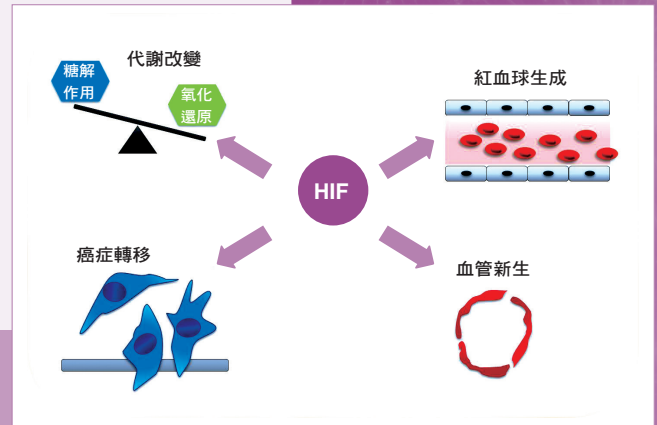 代謝改變
糖解
作用
氧化
還原
紅血球生成
HIF
癌症轉移
血管新生